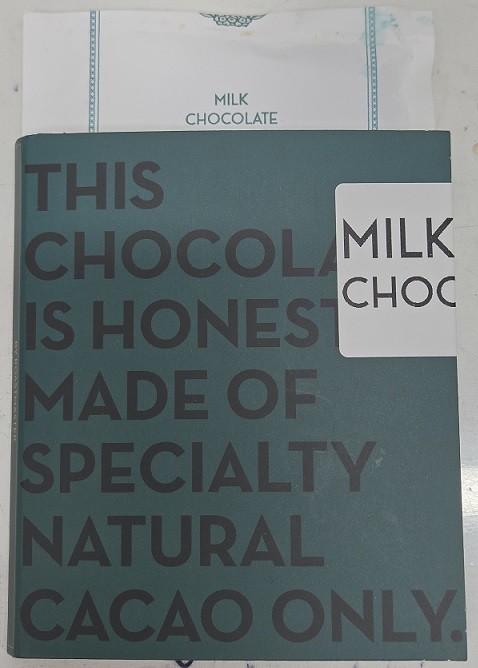 MILK
CHOCOLATE
THIS
CHOCOLA
IS HONEST
MADE OF
SPECIALTY
NATURAL
CACAO ONLY.
MILK
CHOC